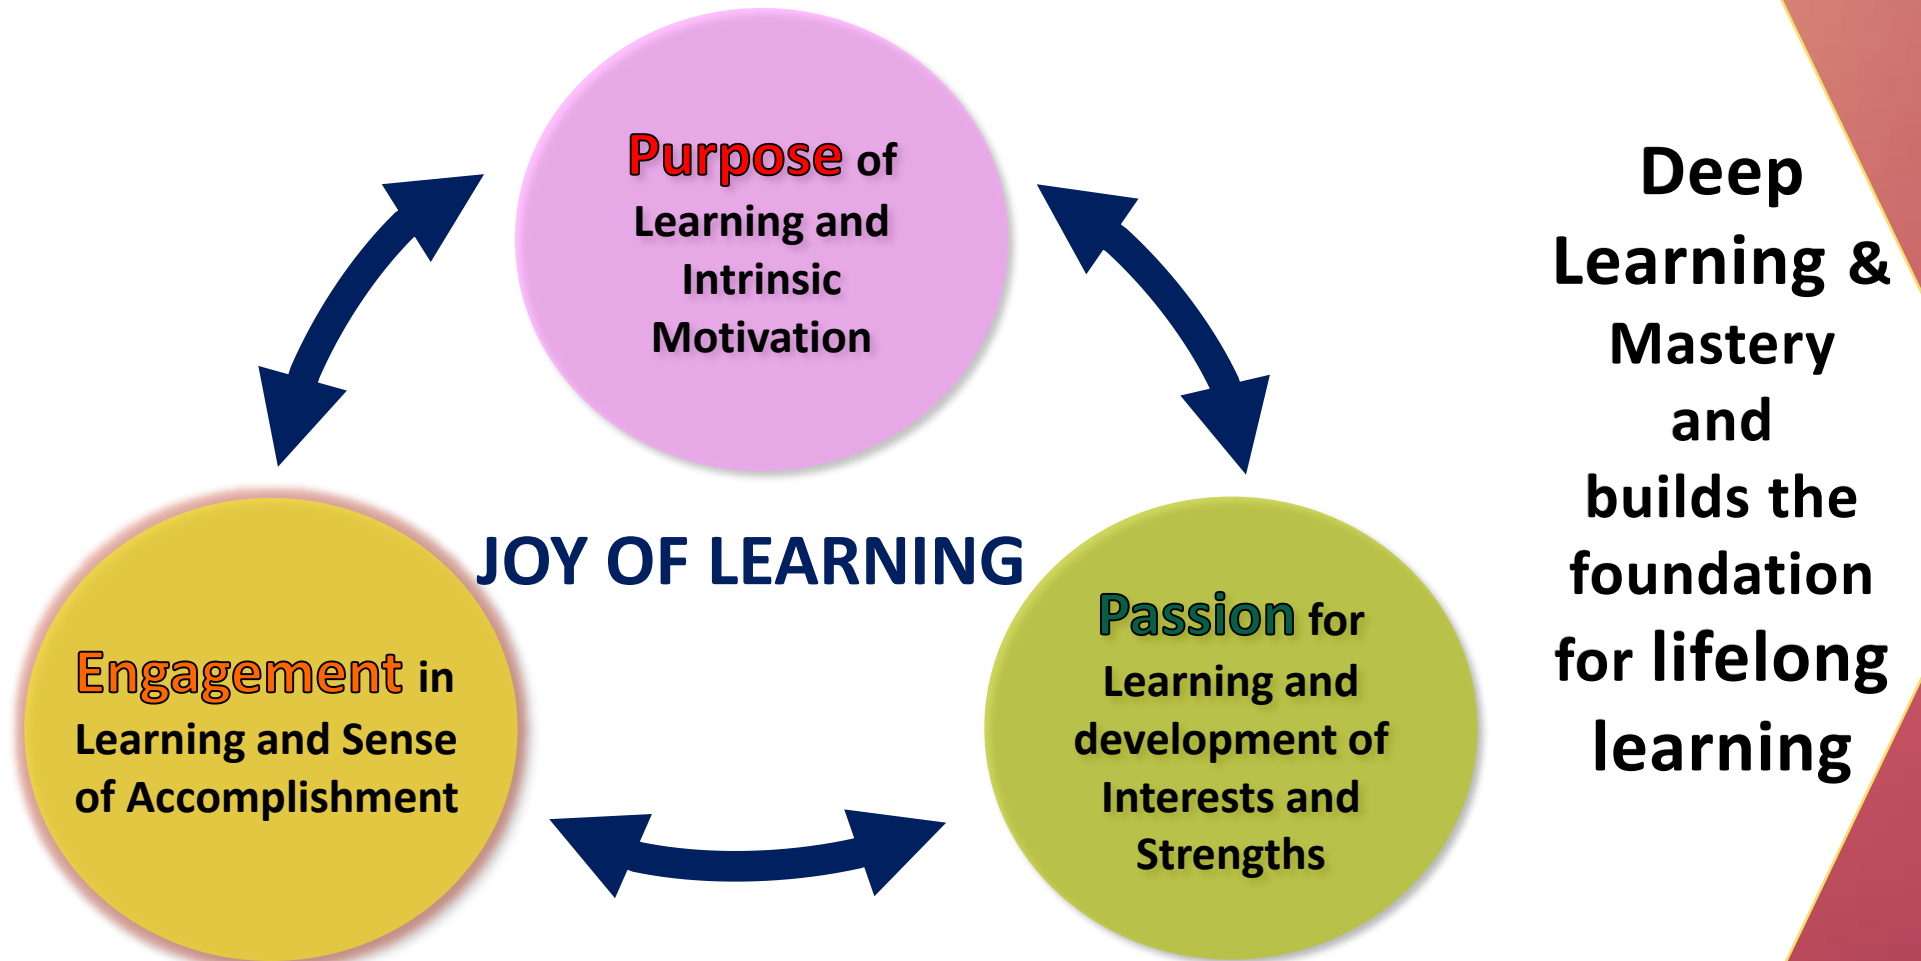 Purpose of
Learning and
Intrinsic
Motivation
JOY OF LEARNING
Engagement in
Learning and Sense
of Accomplishment
Passion for
Learning and
development of
Interests and
Strengths
Deep
Learning &
Mastery
and
builds the
foundation
for lifelong
learning